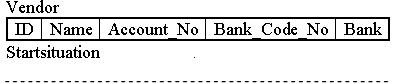 Vendor
ID Name Account_No Bank_Code_No Bank
Startsituation